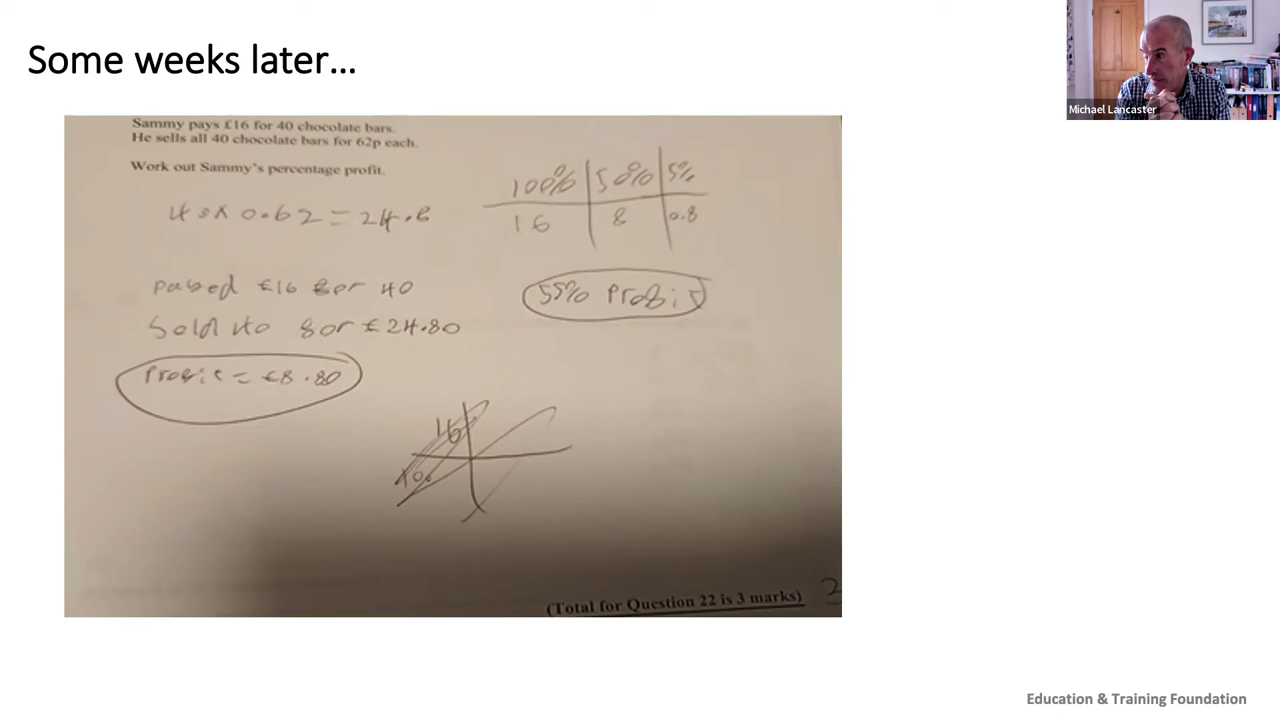 Some weeks later...
Michael Lancaster
Sammy pays £16 for 40 chocolate bars.
He sells all 40 chocolate bars for 62p each.
Work out Sammy's percentage profit.
40x 0.62 = 24.8
100% 50% 5%
16 8 0.8
£16 for 40
Sold 40 for £24.80
55% Profit
Profit = £8.80
16
(Total for Question 22 is 3 marks) 2
Education & Training Foundation